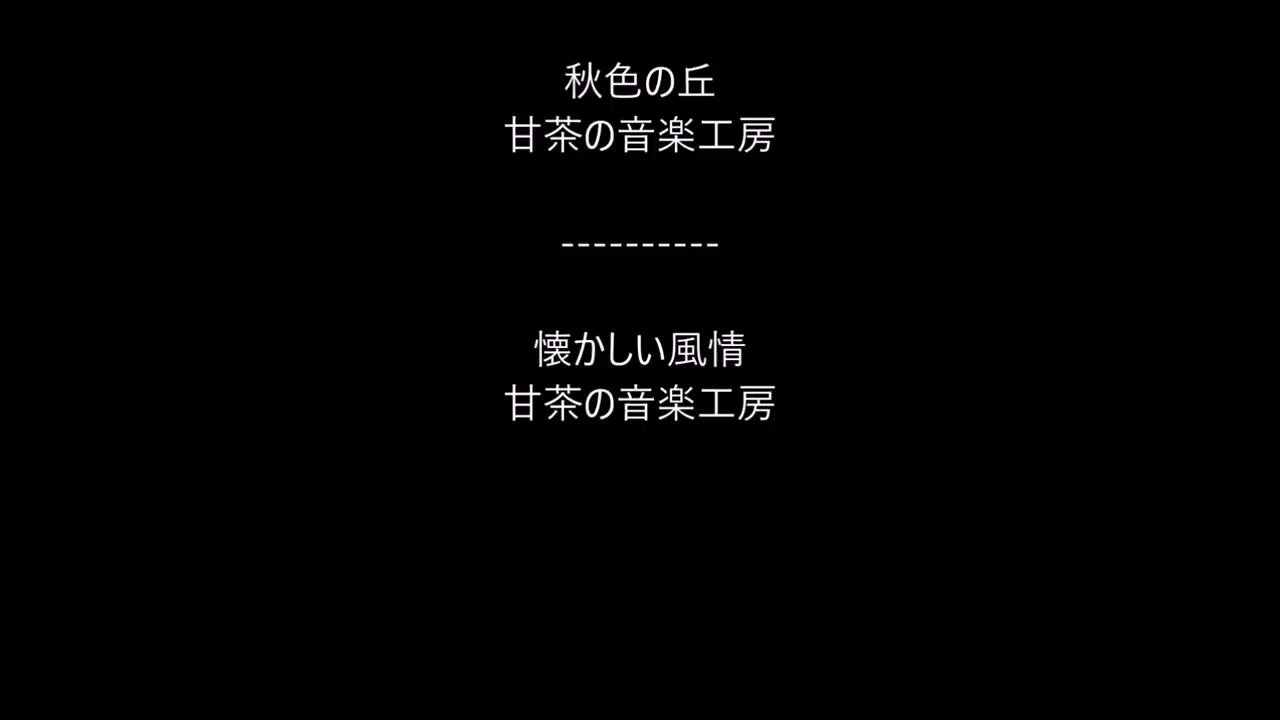 秋色の丘
甘茶の音楽工房
----------
懐かしい風情
甘茶の音楽工房